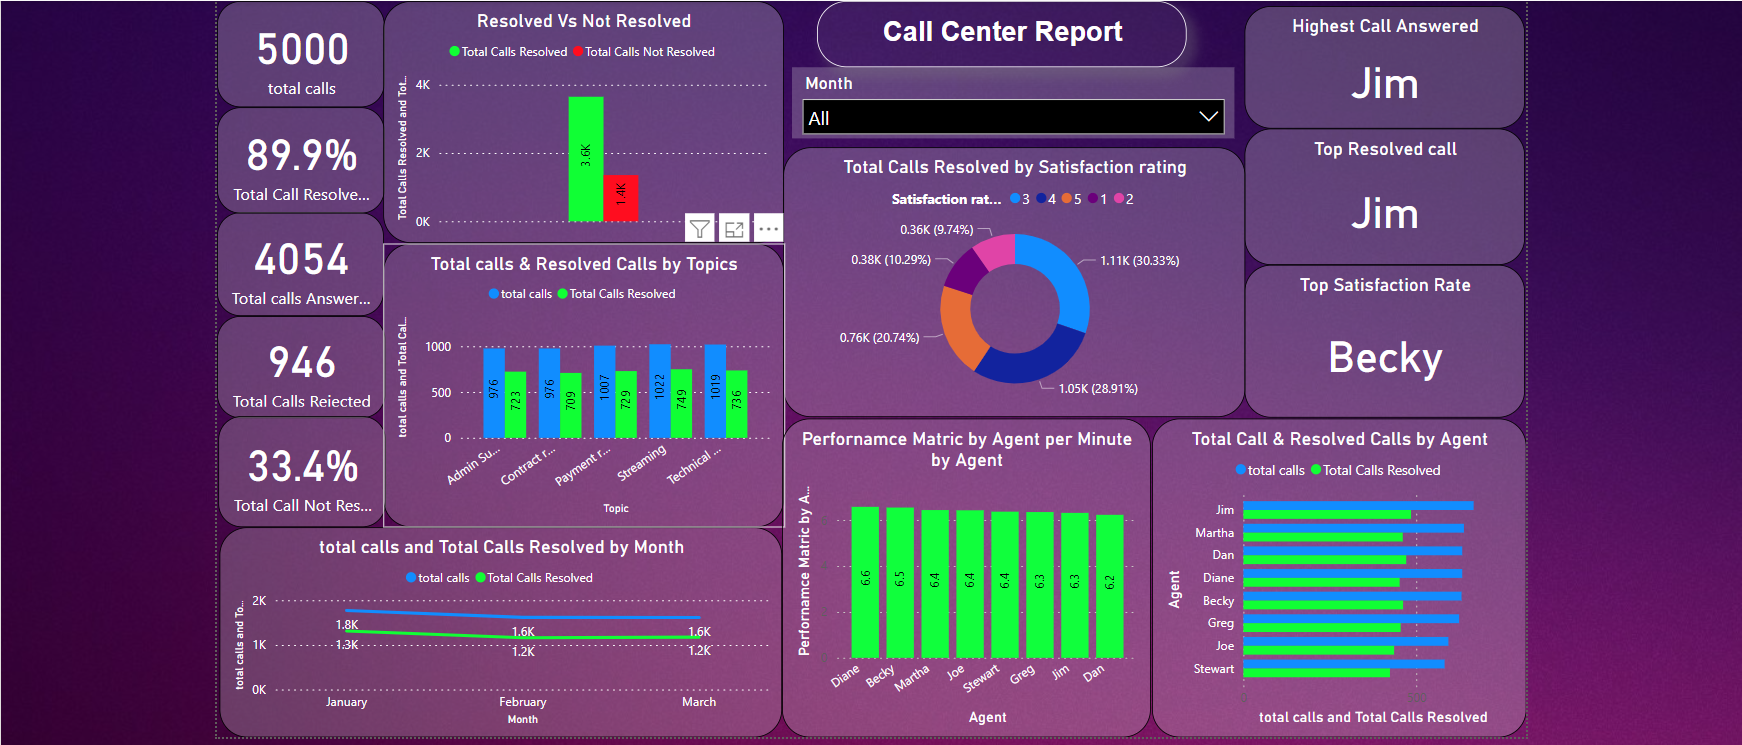 5000
total calls
89.9%
Total Call Resolve...
4054
Total calls Answer...
946
Total Calls Reiected
33.4%
Total Call Not Res...
Resolved Vs Not Resolved
Total Calls Resolved
Total Calls Not Resolved
Total Calls Resolved and Tot...
4K
2K
0K
3.6K
1.4K
Total calls & Resolved Calls by Topics
total calls
Total Calls Resolved
total calls and Total Cal...
1000
500
0
976
723
976
709
1007
729
1022
749
1019
736
Admin Su...
Contract r...
Payment r...
Streaming
Technical ...
Topic
total calls and Total Calls Resolved by Month
total calls
Total Calls Resolved
total calls and To...
2K
1K
0K
1.8K
1.3K
1.6K
1.2K
1.6K
1.2K
January
February
March
Month
Call Center Report
Month
All
Total Calls Resolved by Satisfaction rating
Satisfaction rat...
3
4
5
1
2
0.36K (9.74%)
0.38K (10.29%)
0.76K (20.74%)
1.11K (30.33%)
1.05K (28.91%)
Highest Call Answered
Jim
Top Resolved call
Jim
Top Satisfaction Rate
Becky
Perfornamce Matric by Agent per Minute
by Agent
Perfornamce Matric by A...
6.6
6.5
6.4
6.4
6.4
6.3
6.3
6.2
Diane
Becky
Martha
Joe
Stewart
Greg
Jim
Dan
Agent
Total Call & Resolved Calls by Agent
total calls
Total Calls Resolved
Agent
Jim
Martha
Dan
Diane
Becky
Greg
Joe
Stewart
0
500
total calls and Total Calls Resolved